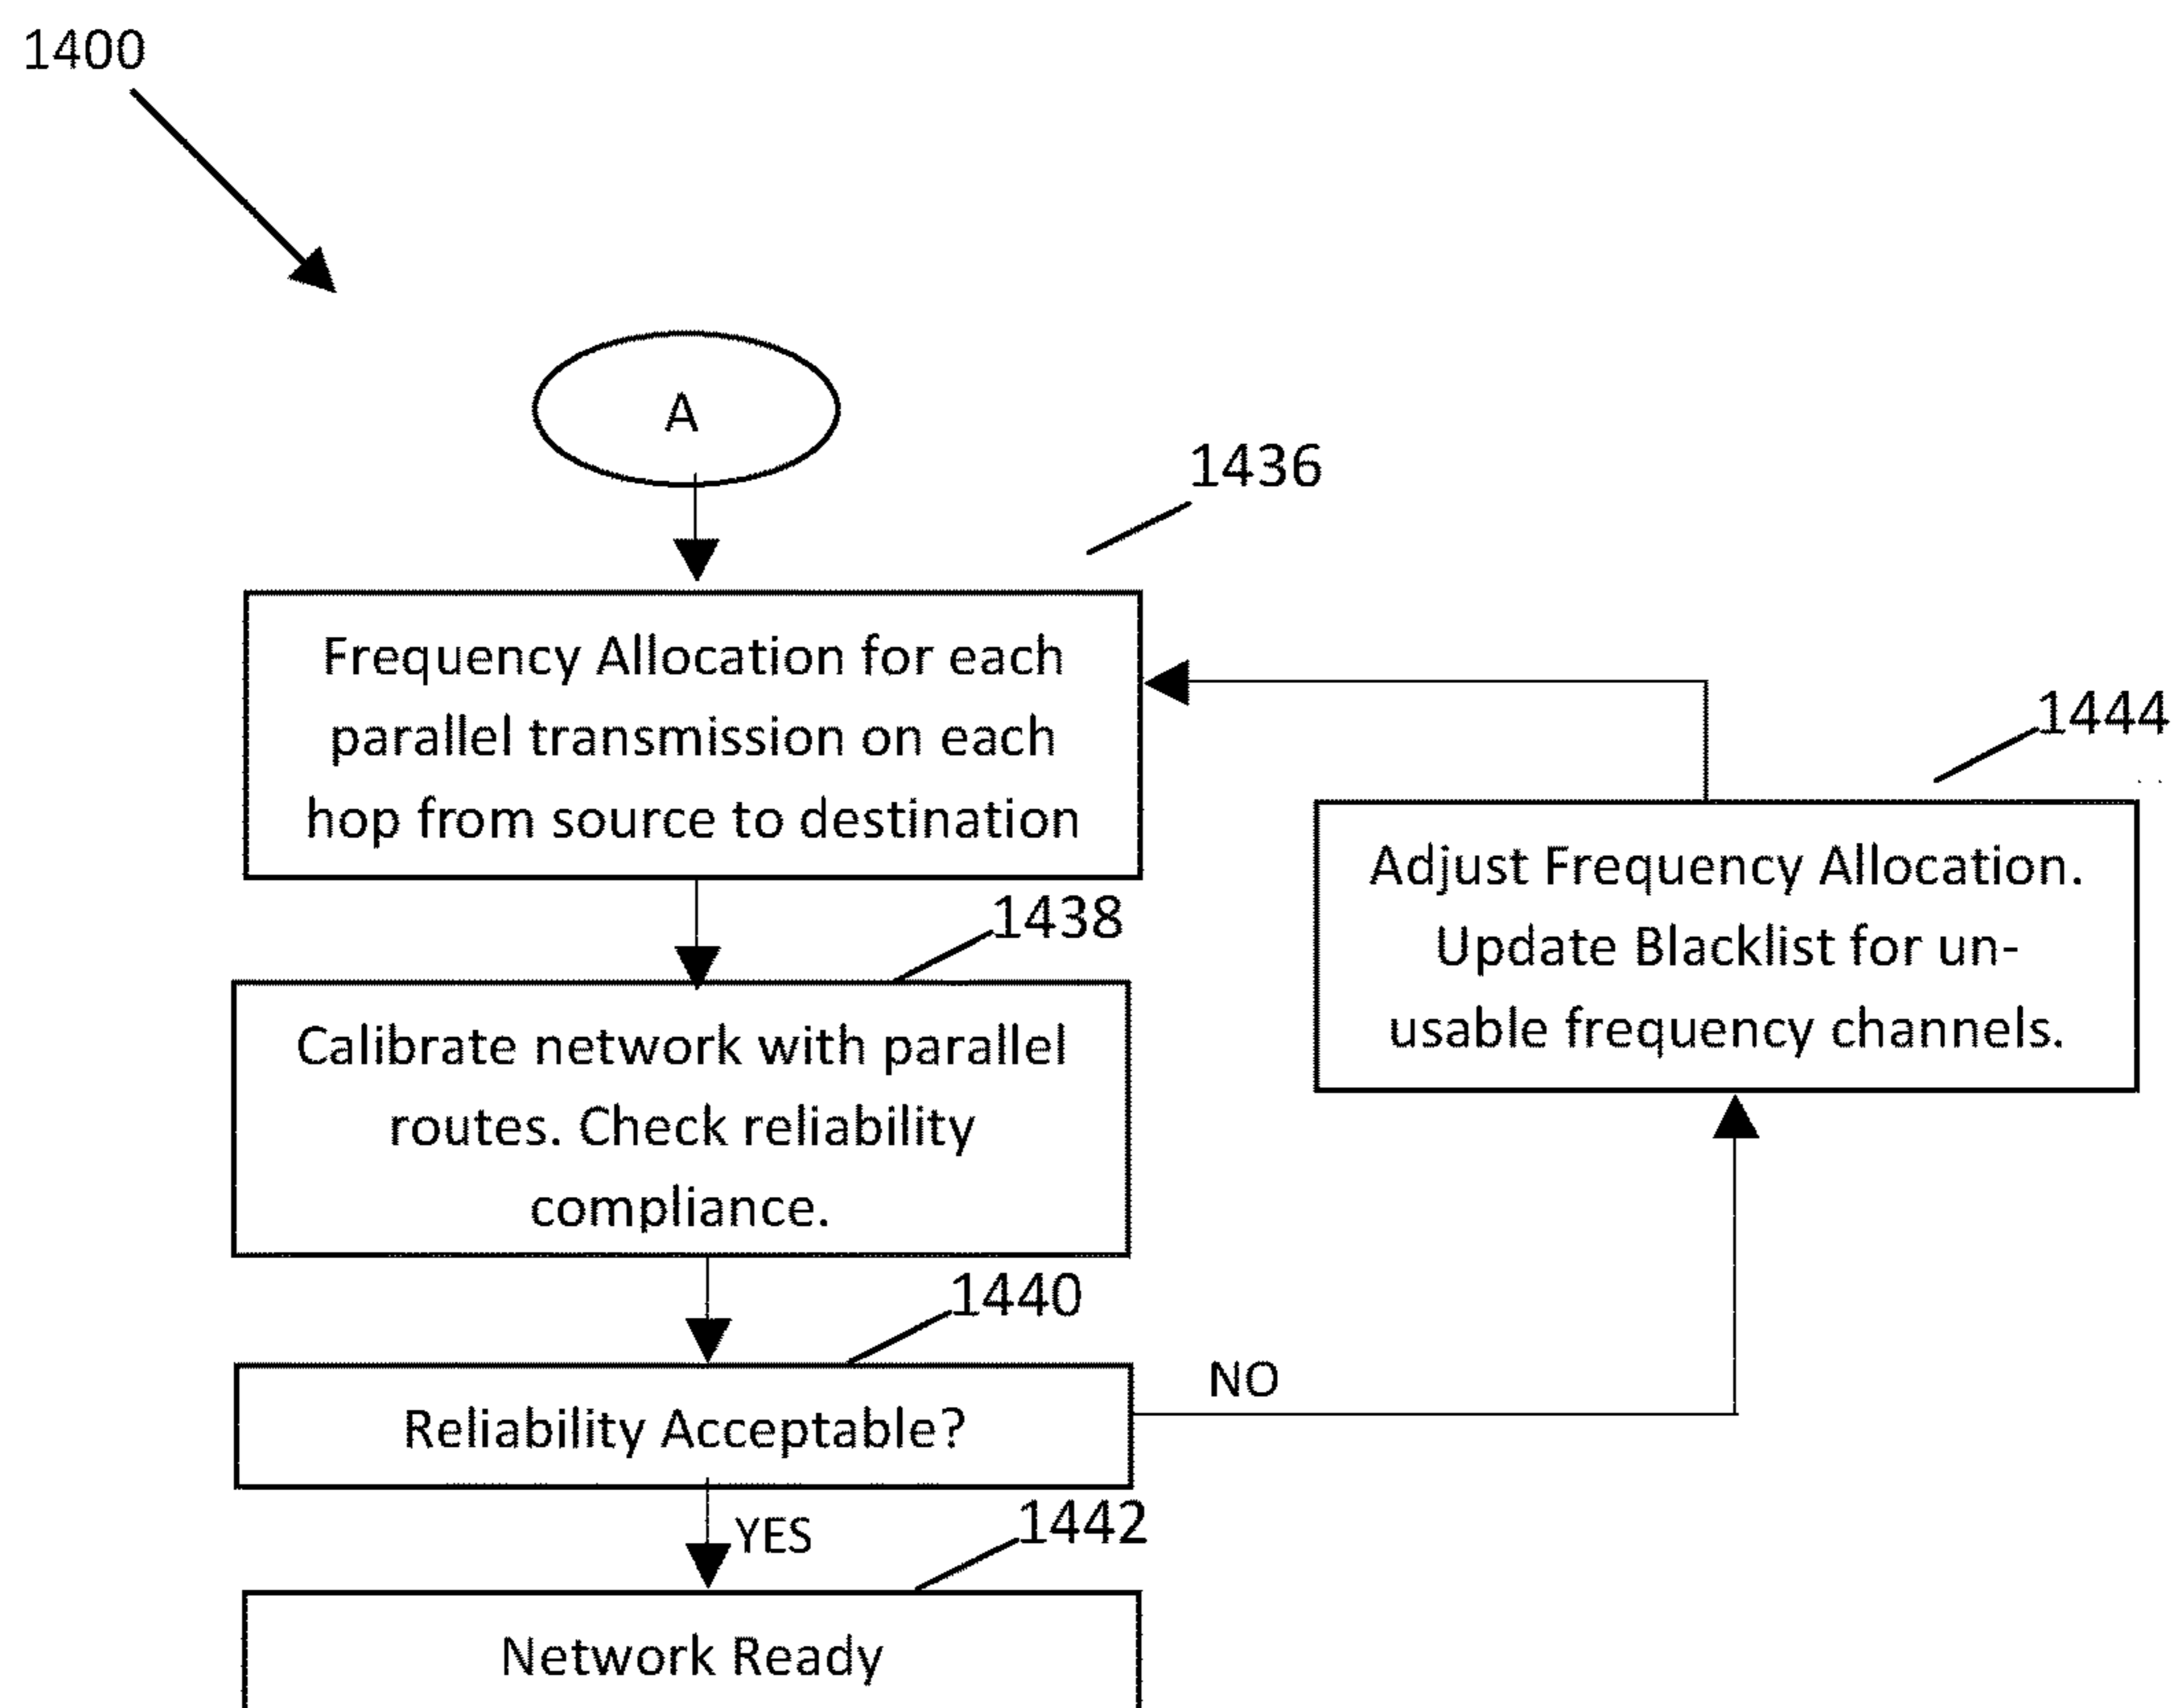 1400
A
1436
Frequency Allocation for each
parallel transmission on each
hop from source to destination
1444
Adjust Frequency Allocation.
Update Blacklist for un-
usable frequency channels.
1438
Calibrate network with parallel
routes. Check reliability
compliance.
1440
Reliability Acceptable?
NO
YES
1442
Network Ready